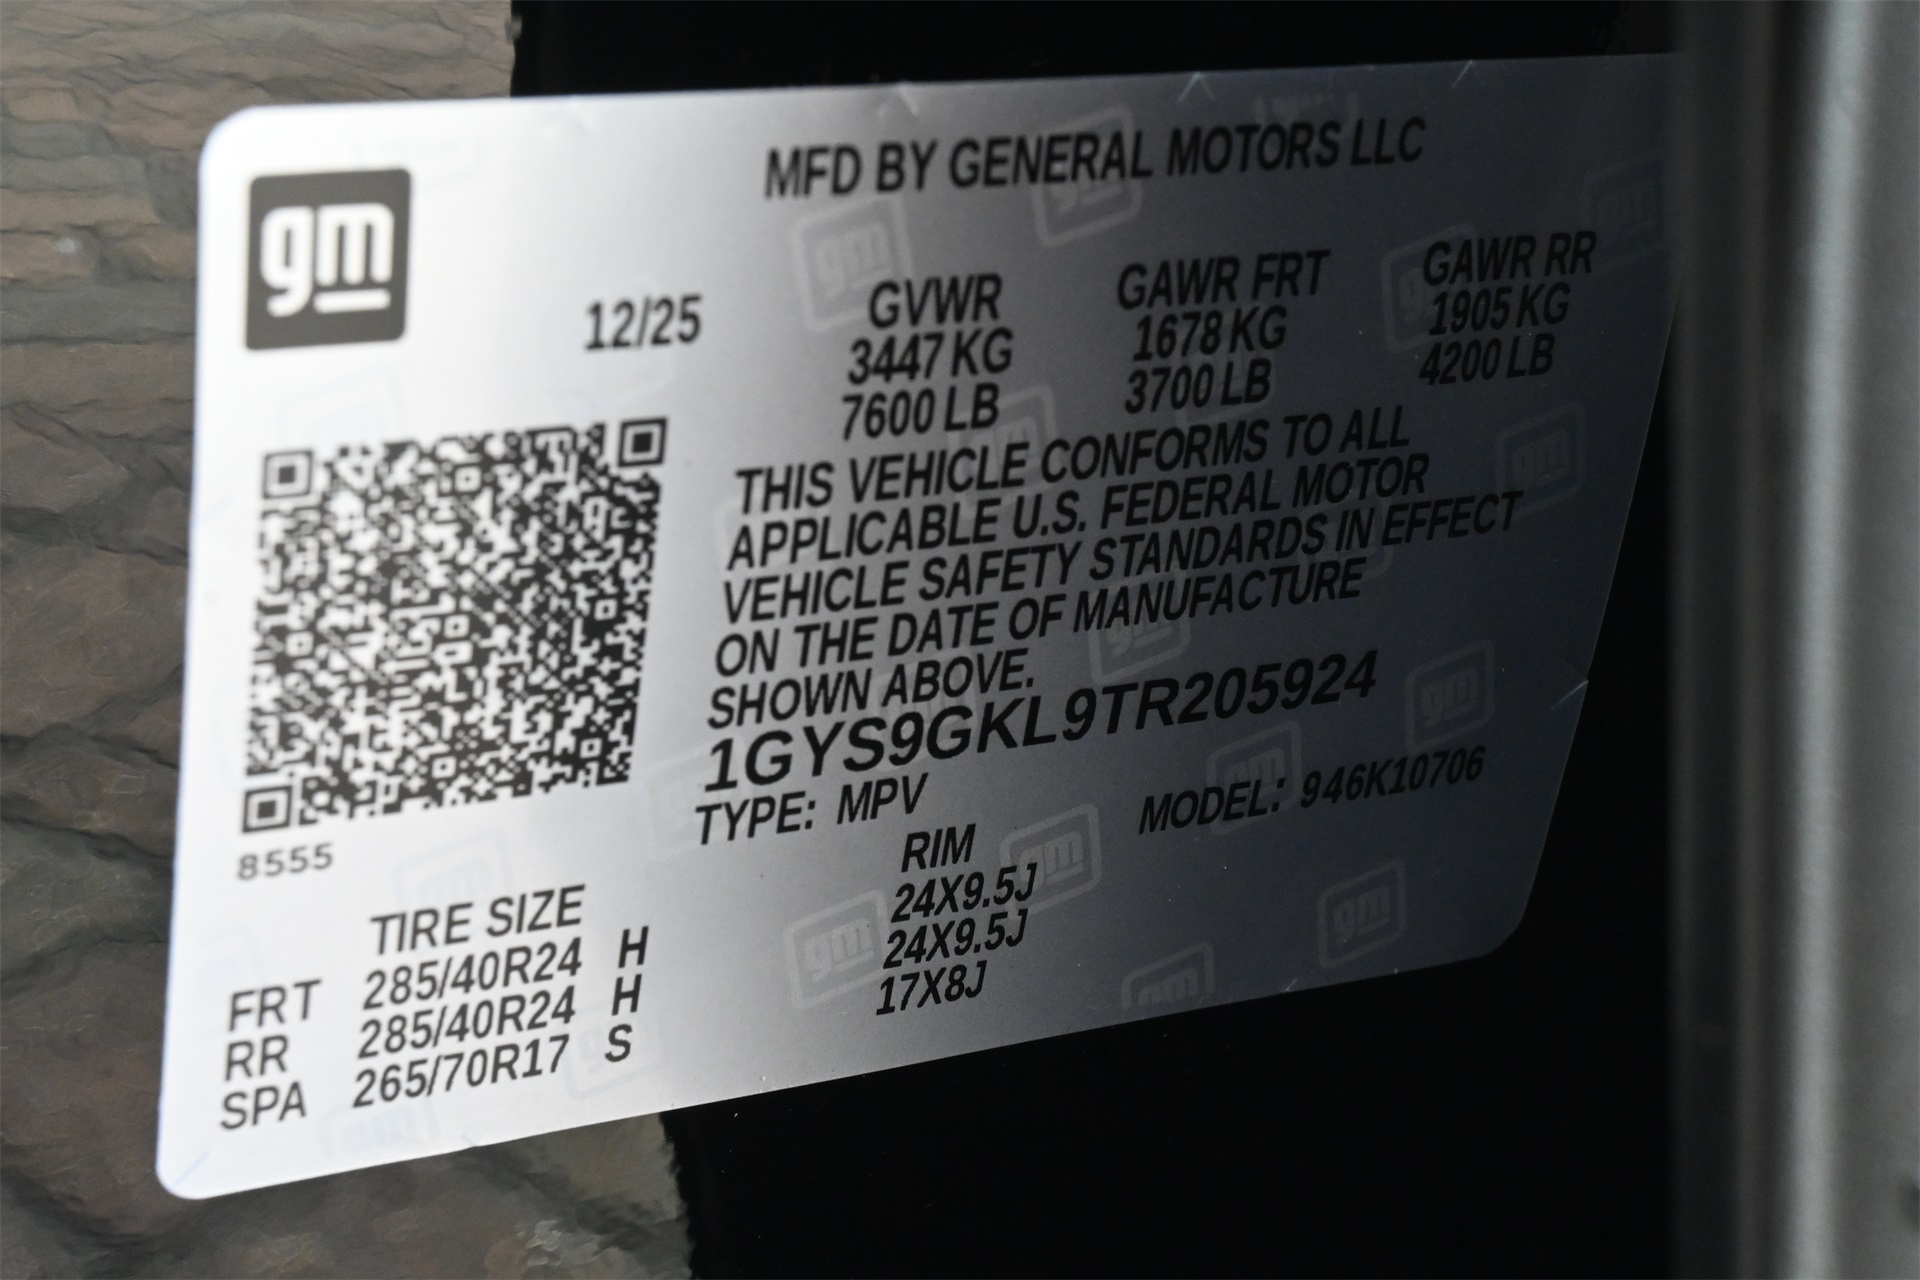 gm
MFD BY GENERAL MOTORS LLC
12/25 GVWR GAWR FRT GAWR RR
3447 KG 1678 KG 1905 KG
7600 LB 3700 LB 4200 LB
THIS VEHICLE CONFORMS TO ALL
APPLICABLE U.S. FEDERAL MOTOR
VEHICLE SAFETY STANDARDS IN EFFECT
ON THE DATE OF MANUFACTURE
SHOWN ABOVE.
1GYS9GKL9TR205924
TYPE: MPV MODEL: 946K10706
8555
TIRE SIZE RIM
FRT 285/40R24 H 24X9.5J
RR 285/40R24 H 24X9.5J
SPA 265/70R17 S 17X8J